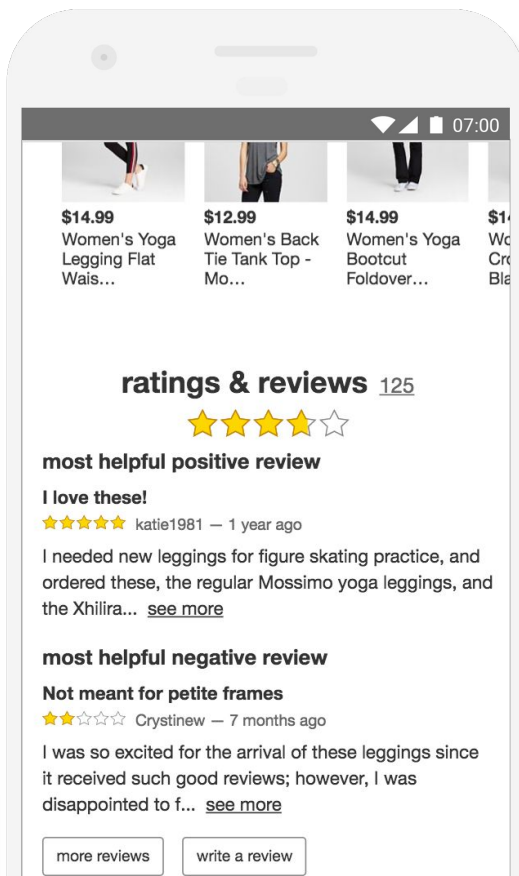 07:00
$14.99
Women's Yoga
Legging Flat
Wais...
$12.99
Women's Back
Tie Tank Top -
Mo...
$14.99
Women's Yoga
Bootcut
Foldover...
ratings & reviews 125
most helpful positive review
I love these!
katie1981 — 1 year ago
I needed new leggings for figure skating practice, and
ordered these, the regular Mossimo yoga leggings, and
the Xhilira... see more
most helpful negative review
Not meant for petite frames
Crystinew — 7 months ago
I was so excited for the arrival of these leggings since
it received such good reviews; however, I was
disappointed to f... see more
more reviews
write a review